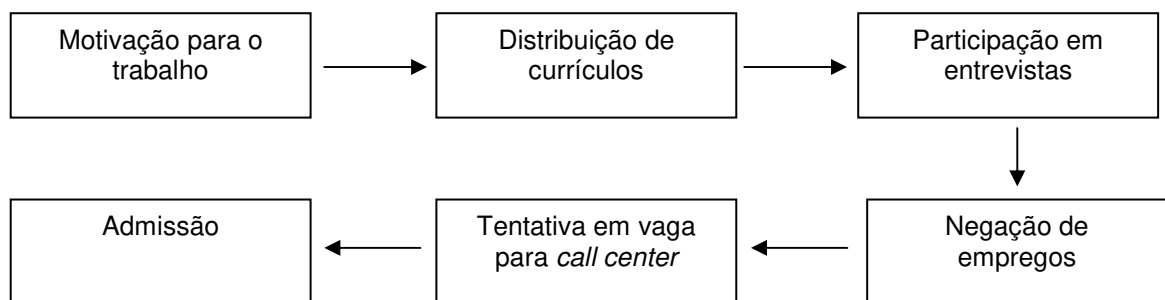 Motivação para o
trabalho
Distribuição de
currículos
Participação em
entrevistas
Negação de
empregos
Tentativa em vaga
para call center
Admissão